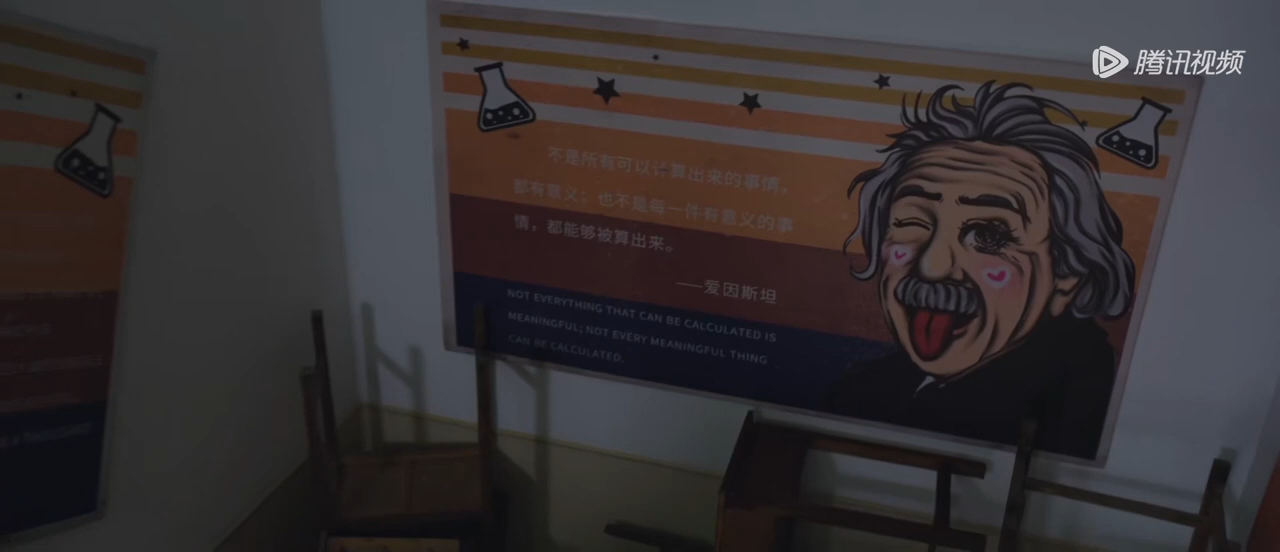 腾讯视频
不是所有可以计算出来的事情，
都有意义；也不是每一件有意义的事
情，都能够被算出来。
——爱因斯坦
NOT EVERYTHING THAT CAN BE CALCULATED IS
MEANINGFUL; NOT EVERY MEANINGFUL THING
CAN BE CALCULATED.